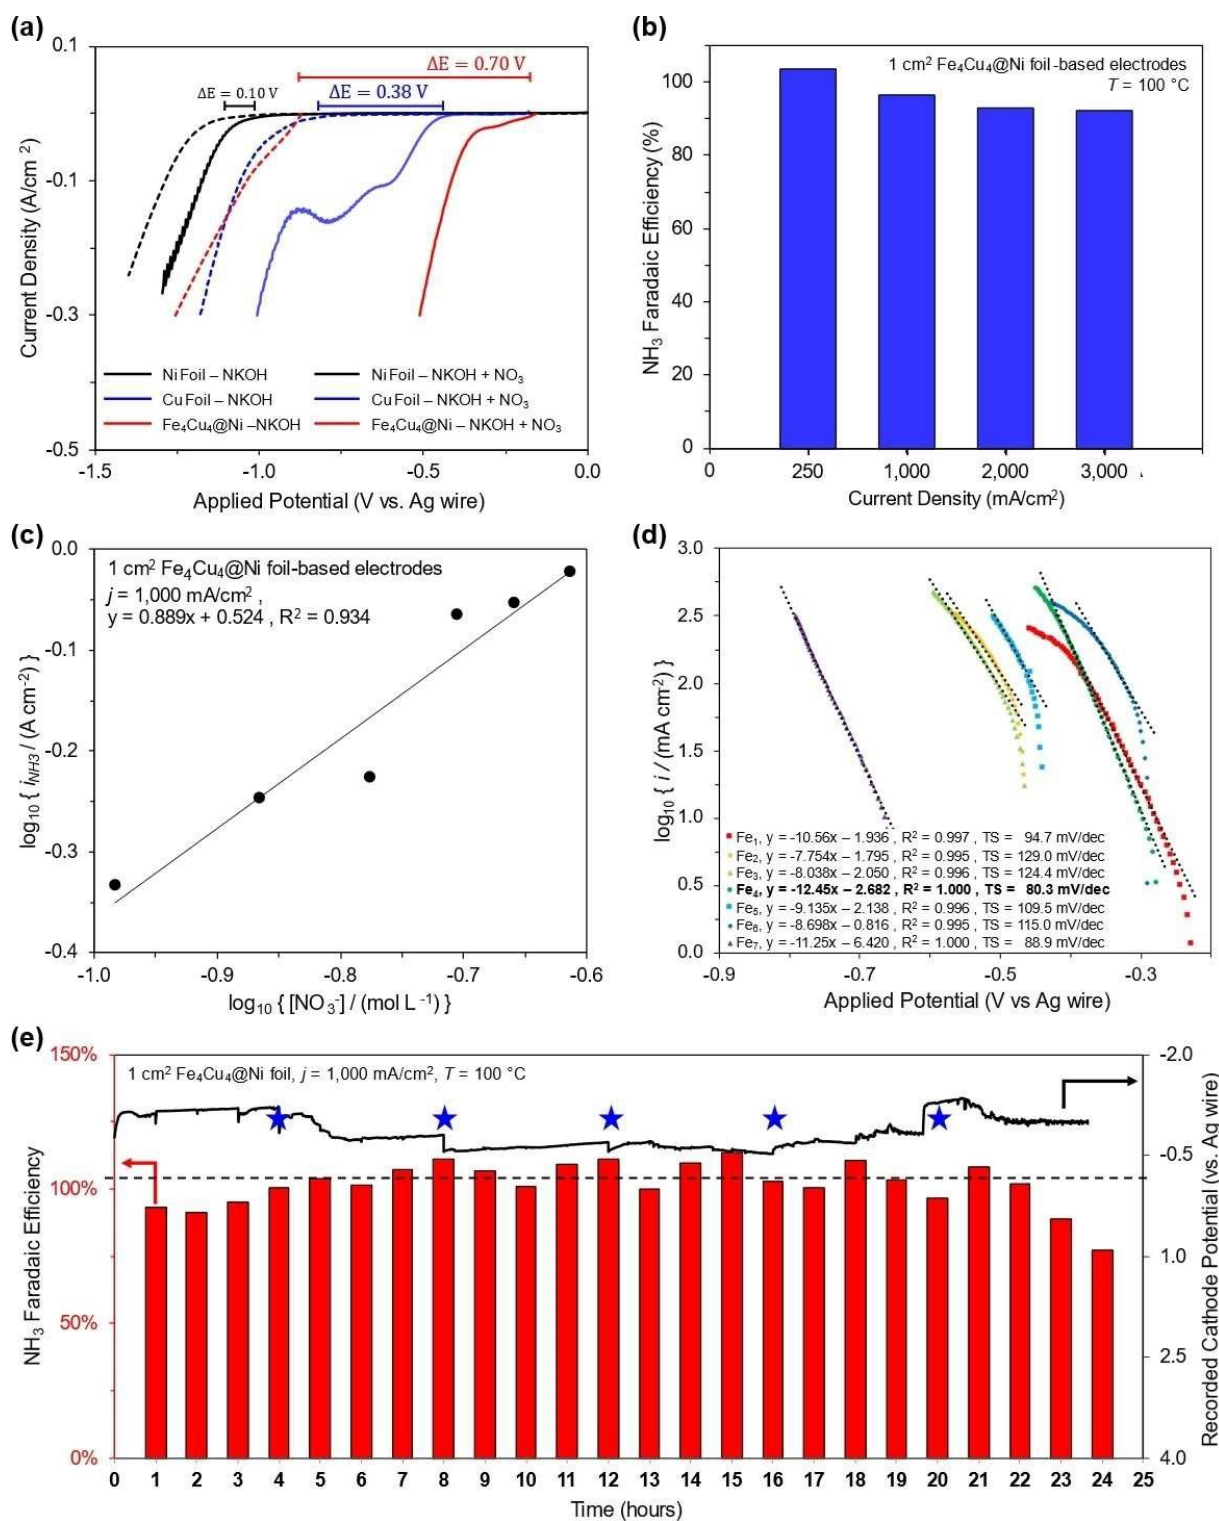 (a)
0.1
-0.1
-0.3
-0.5
Current Density (A/cm²)
ΔE = 0.70 V
ΔE = 0.10 V
ΔE = 0.38 V
Ni Foil – NKOH
Ni Foil – NKOH + NO₃
Cu Foil – NKOH
Cu Foil – NKOH + NO₃
Fe₄Cu₄@Ni –NKOH
Fe₄Cu₄@Ni – NKOH + NO₃
-1.5 -1.0 -0.5 0.0
Applied Potential (V vs. Ag wire)
(b)
1 cm² Fe₄Cu₄@Ni foil-based electrodes
T = 100 °C
100
80
60
40
20
0
NH₃ Faradaic Efficiency (%)
0 250 1,000 2,000 3,000
Current Density (mA/cm²)
(c)
0.0
-0.1
-0.2
-0.3
-0.4
log₁₀ { i_NH3 / (A cm⁻²) }
1 cm² Fe₄Cu₄@Ni foil-based electrodes
j = 1,000 mA/cm² ,
y = 0.889x + 0.524 , R² = 0.934
-1.0 -0.9 -0.8 -0.7 -0.6
log₁₀ { [NO₃⁻] / (mol L⁻¹) }
(d)
3.0
2.5
2.0
1.5
1.0
0.5
0.0
log₁₀ { i / (mA cm⁻²) }
Fe₁, y = -10.56x – 1.936 , R² = 0.997 , TS = 94.7 mV/dec
Fe₂, y = -7.754x – 1.795, R² = 0.995 , TS = 129.0 mV/dec
Fe₃, y = -8.038x – 2.050 , R² = 0.996 , TS = 124.4 mV/dec
Fe₄, y = -12.45x – 2.682 , R² = 1.000 , TS = 80.3 mV/dec
Fe₅, y = -9.135x – 2.138 , R² = 0.996 , TS = 109.5 mV/dec
Fe₆, y = -8.698x – 0.816 , R² = 0.995 , TS = 115.0 mV/dec
Fe₇, y = -11.25x – 6.420 , R² = 1.000 , TS = 88.9 mV/dec
-0.9 -0.7 -0.5 -0.3
Applied Potential (V vs Ag wire)
(e)
150%
100%
50%
0%
NH₃ Faradaic Efficiency
1 cm² Fe₄Cu₄@Ni foil, j = 1,000 mA/cm², T = 100 °C
-2.0
-0.5
1.0
2.5
4.0
Recorded Cathode Potential (vs. Ag wire)
0 1 2 3 4 5 6 7 8 9 10 11 12 13 14 15 16 17 18 19 20 21 22 23 24 25
Time (hours)